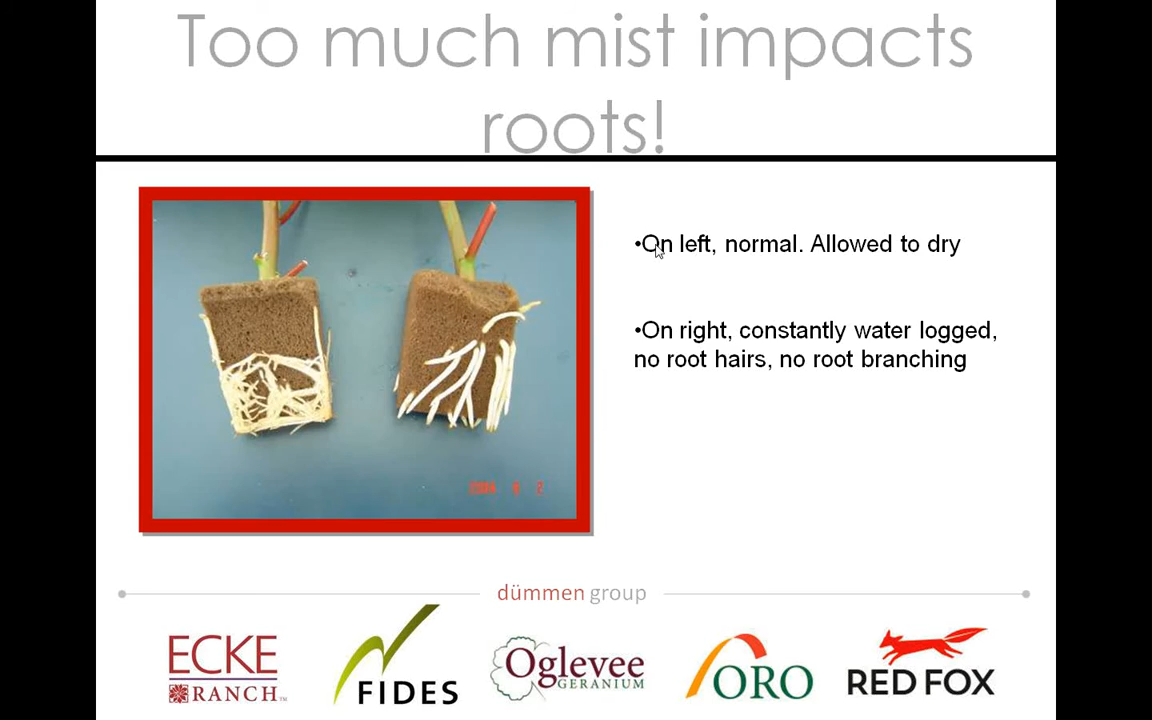 Too much mist impacts
roots!
•On left, normal. Allowed to dry
•On right, constantly water logged,
no root hairs, no root branching
dümmen group
ECKE
RANCH™
FIDES
Oglevee
GERANIUM
ORO
RED FOX